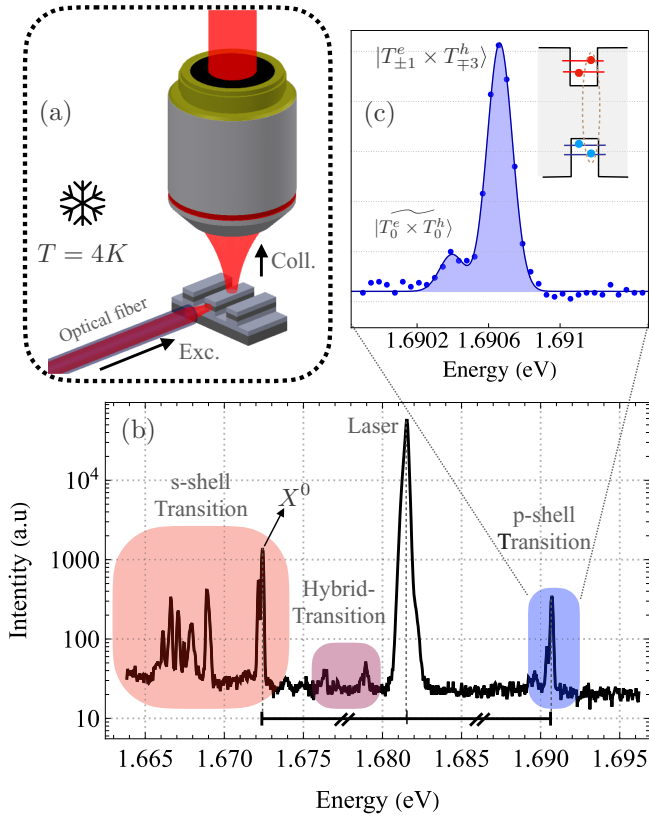 (a)
T = 4K
Coll.
Optical fiber
Exc.
(c)
|T^e_{±1} × T^h_{∓3}⟩
|\widetilde{T^e_0 × T^h_0}⟩
1.6902 1.6906 1.691
Energy (eV)
(b)
Laser
s-shell
Transition
X^0
Hybrid-
Transition
p-shell
Transition
10^4
1000
100
10
Intentity (a.u)
1.665 1.670 1.675 1.680 1.685 1.690 1.695
Energy (eV)